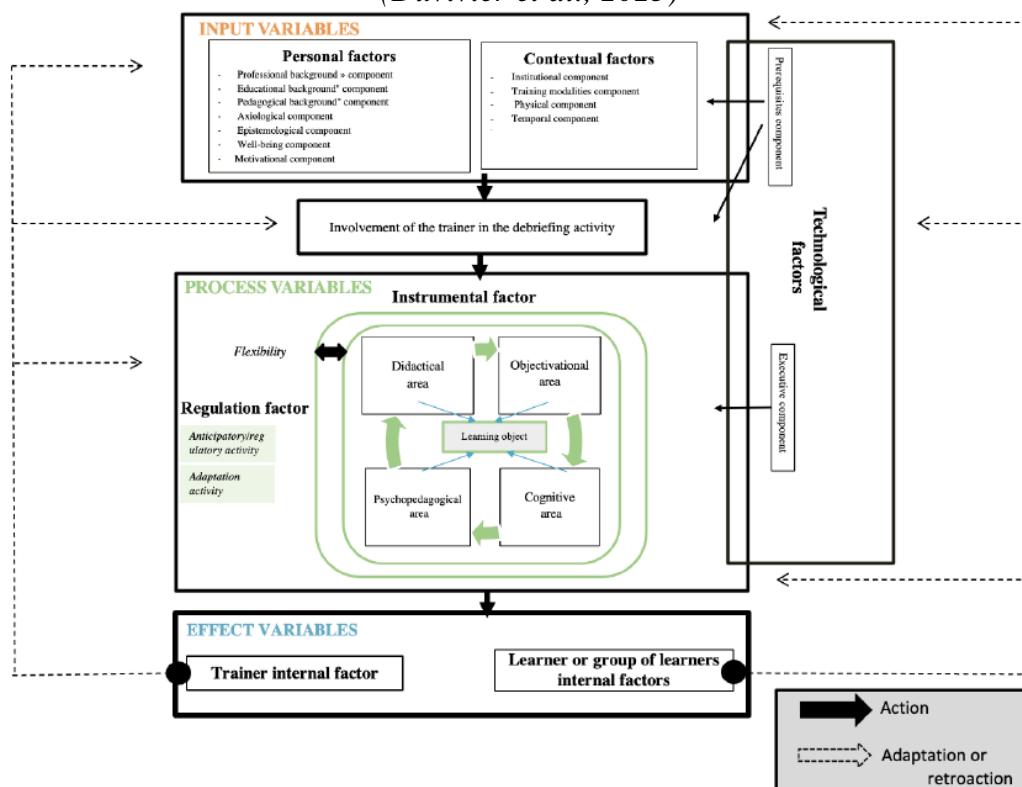 INPUT VARIABLES
Personal factors
- Professional background » component
- Educational background" component
- Pedagogical background" component
- Axiological component
- Epistemological component
- Well-being component
- Motivational component
Contextual factors
- Institutional component
- Training modalities component
- Physical component
- Temporal component
-
Prerequisites component
Involvement of the trainer in the debriefing activity
Technological
factors
PROCESS VARIABLES
Instrumental factor
Flexibility
Didactical
area
Objectivational
area
Regulation factor
Anticipatory/reg
ulatory activity
Adaptation
activity
Learning object
Psychopedagogical
area
Cognitive
area
Executive component
EFFECT VARIABLES
Trainer internal factor
Learner or group of learners
internal factors
Action
Adaptation or
retroaction